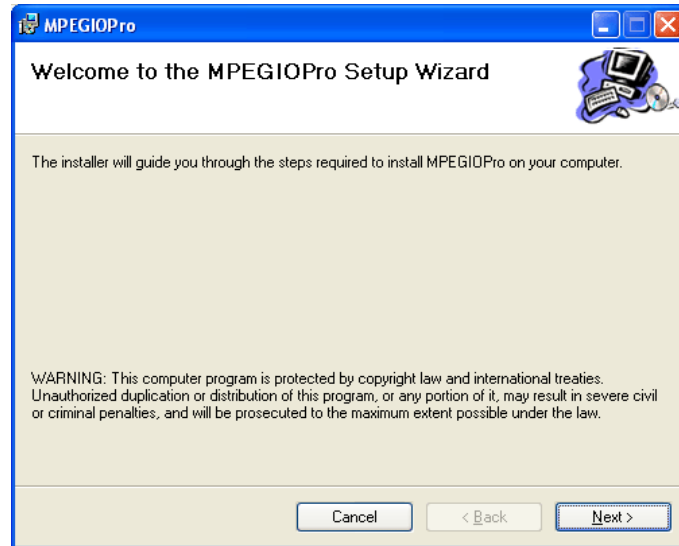 MPEGIOPro
Welcome to the MPEGIOPro Setup Wizard
The installer will guide you through the steps required to install MPEGIOPro on your computer.
WARNING: This computer program is protected by copyright law and international treaties.
Unauthorized duplication or distribution of this program, or any portion of it, may result in severe civil
or criminal penalties, and will be prosecuted to the maximum extent possible under the law.
Cancel < Back Next >